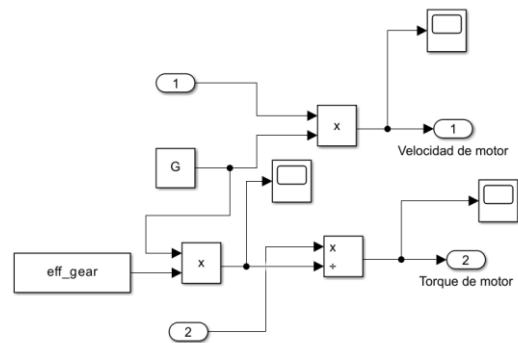 1
x
1
Velocidad de motor
G
eff_gear
x
x
÷
2
Torque de motor
2